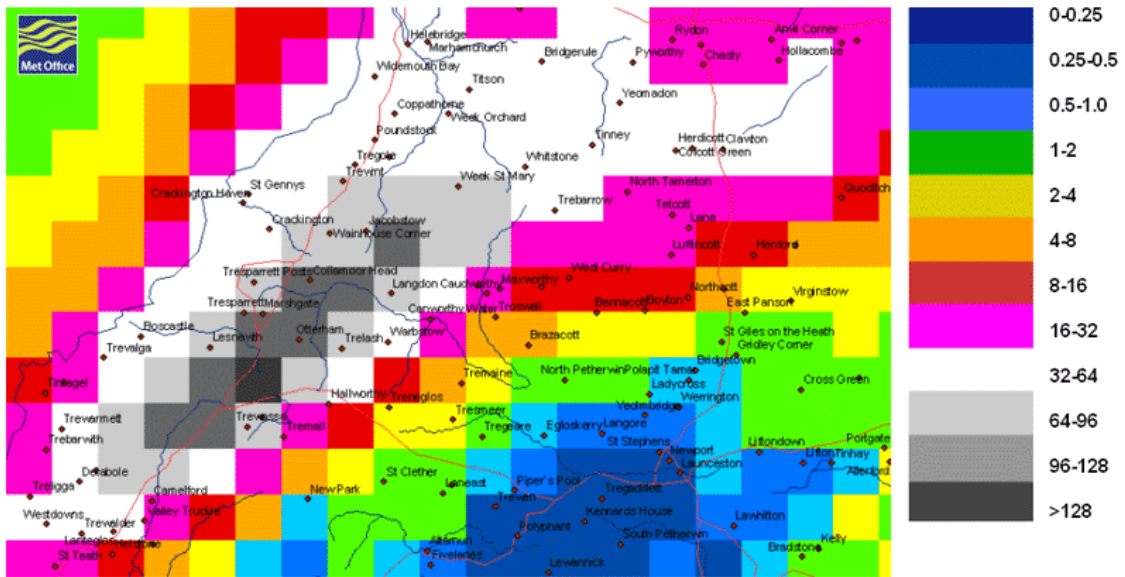 Met Office
Helebridge
Marhamchurch
Rydon
Anvil Corner
Bridgerule
Pyworthy
Chasty
Hollacombe
Widemouth Bay
Titson
Yeomadon
Coppathorne
Week Orchard
Poundstock
Tinney
Herdicott
Clawton
Tregole
Colcott Green
Whitstone
Trevint
Week St Mary
St Gennys
North Tamerton
Quoditch
Crackington Haven
Trebarrow
Tetcott
Crackington
Jacobstow
Lana
Wainhouse Corner
Luffincott
Henford
Tresparrett Posts
Collamoor Head
West Curry
Langdon
Caudworthy
Maxworthy
Northcott
Virginstow
Tresparrett
Marshgate
Canworthy Water
Troswell
Bennacott
Boyton
East Panson
Boscastle
Otterham
Warbstow
Lesnewth
Trelash
Brazacott
St Giles on the Heath
Trevalga
Gridley Corner
Bridgetown
Tintagel
Tremaine
North Petherwin
Polapit Tamar
Ladycross
Cross Green
Hallworthy
Treneglos
Werrington
Trewarmett
Trewassa
Tresmeer
Yeolmbridge
Trebarwith
Tremail
Tregeare
Egloskerry
Langore
St Stephens
Liftondown
Portgate
Newport
Lifton
Tinhay
Launceston
Delabole
St Clether
Treligga
Camelford
New Park
Laneast
Piper's Pool
Tregadillett
Westdowns
Valley Truckle
Treven
Kennards House
Trewalder
Polyphant
Lawhitton
Lanteglos
Helstone
Altarnun
South Petherwin
Kelly
St Teath
Fivelanes
Bradstone
Lewannick
0-0.25
0.25-0.5
0.5-1.0
1-2
2-4
4-8
8-16
16-32
32-64
64-96
96-128
>128